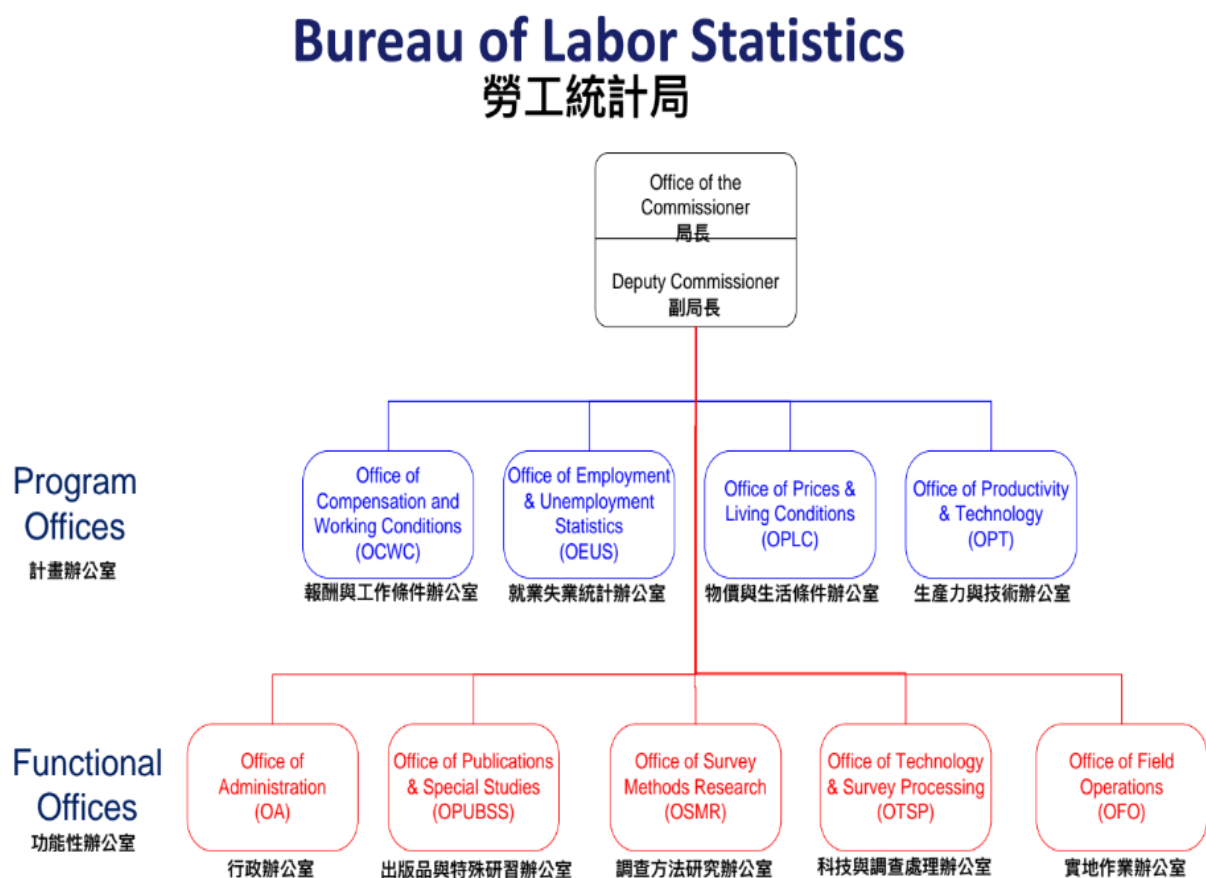 Bureau of Labor Statistics
勞工統計局
Office of the
Commissioner
局長
Deputy Commissioner
副局長
Program
Offices
計畫辦公室
Office of
Compensation and
Working Conditions
(OCWC)
報酬與工作條件辦公室
Office of Employment
& Unemployment
Statistics
(OEUS)
就業失業統計辦公室
Office of Prices &
Living Conditions
(OPLC)
物價與生活條件辦公室
Office of Productivity
& Technology
(OPT)
生產力與技術辦公室
Functional
Offices
功能性辦公室
Office of
Administration
(OA)
行政辦公室
Office of Publications
& Special Studies
(OPUBSS)
出版品與特殊研習辦公室
Office of Survey
Methods Research
(OSMR)
調查方法研究辦公室
Office of Technology
& Survey Processing
(OTSP)
科技與調查處理辦公室
Office of Field
Operations
(OFO)
實地作業辦公室